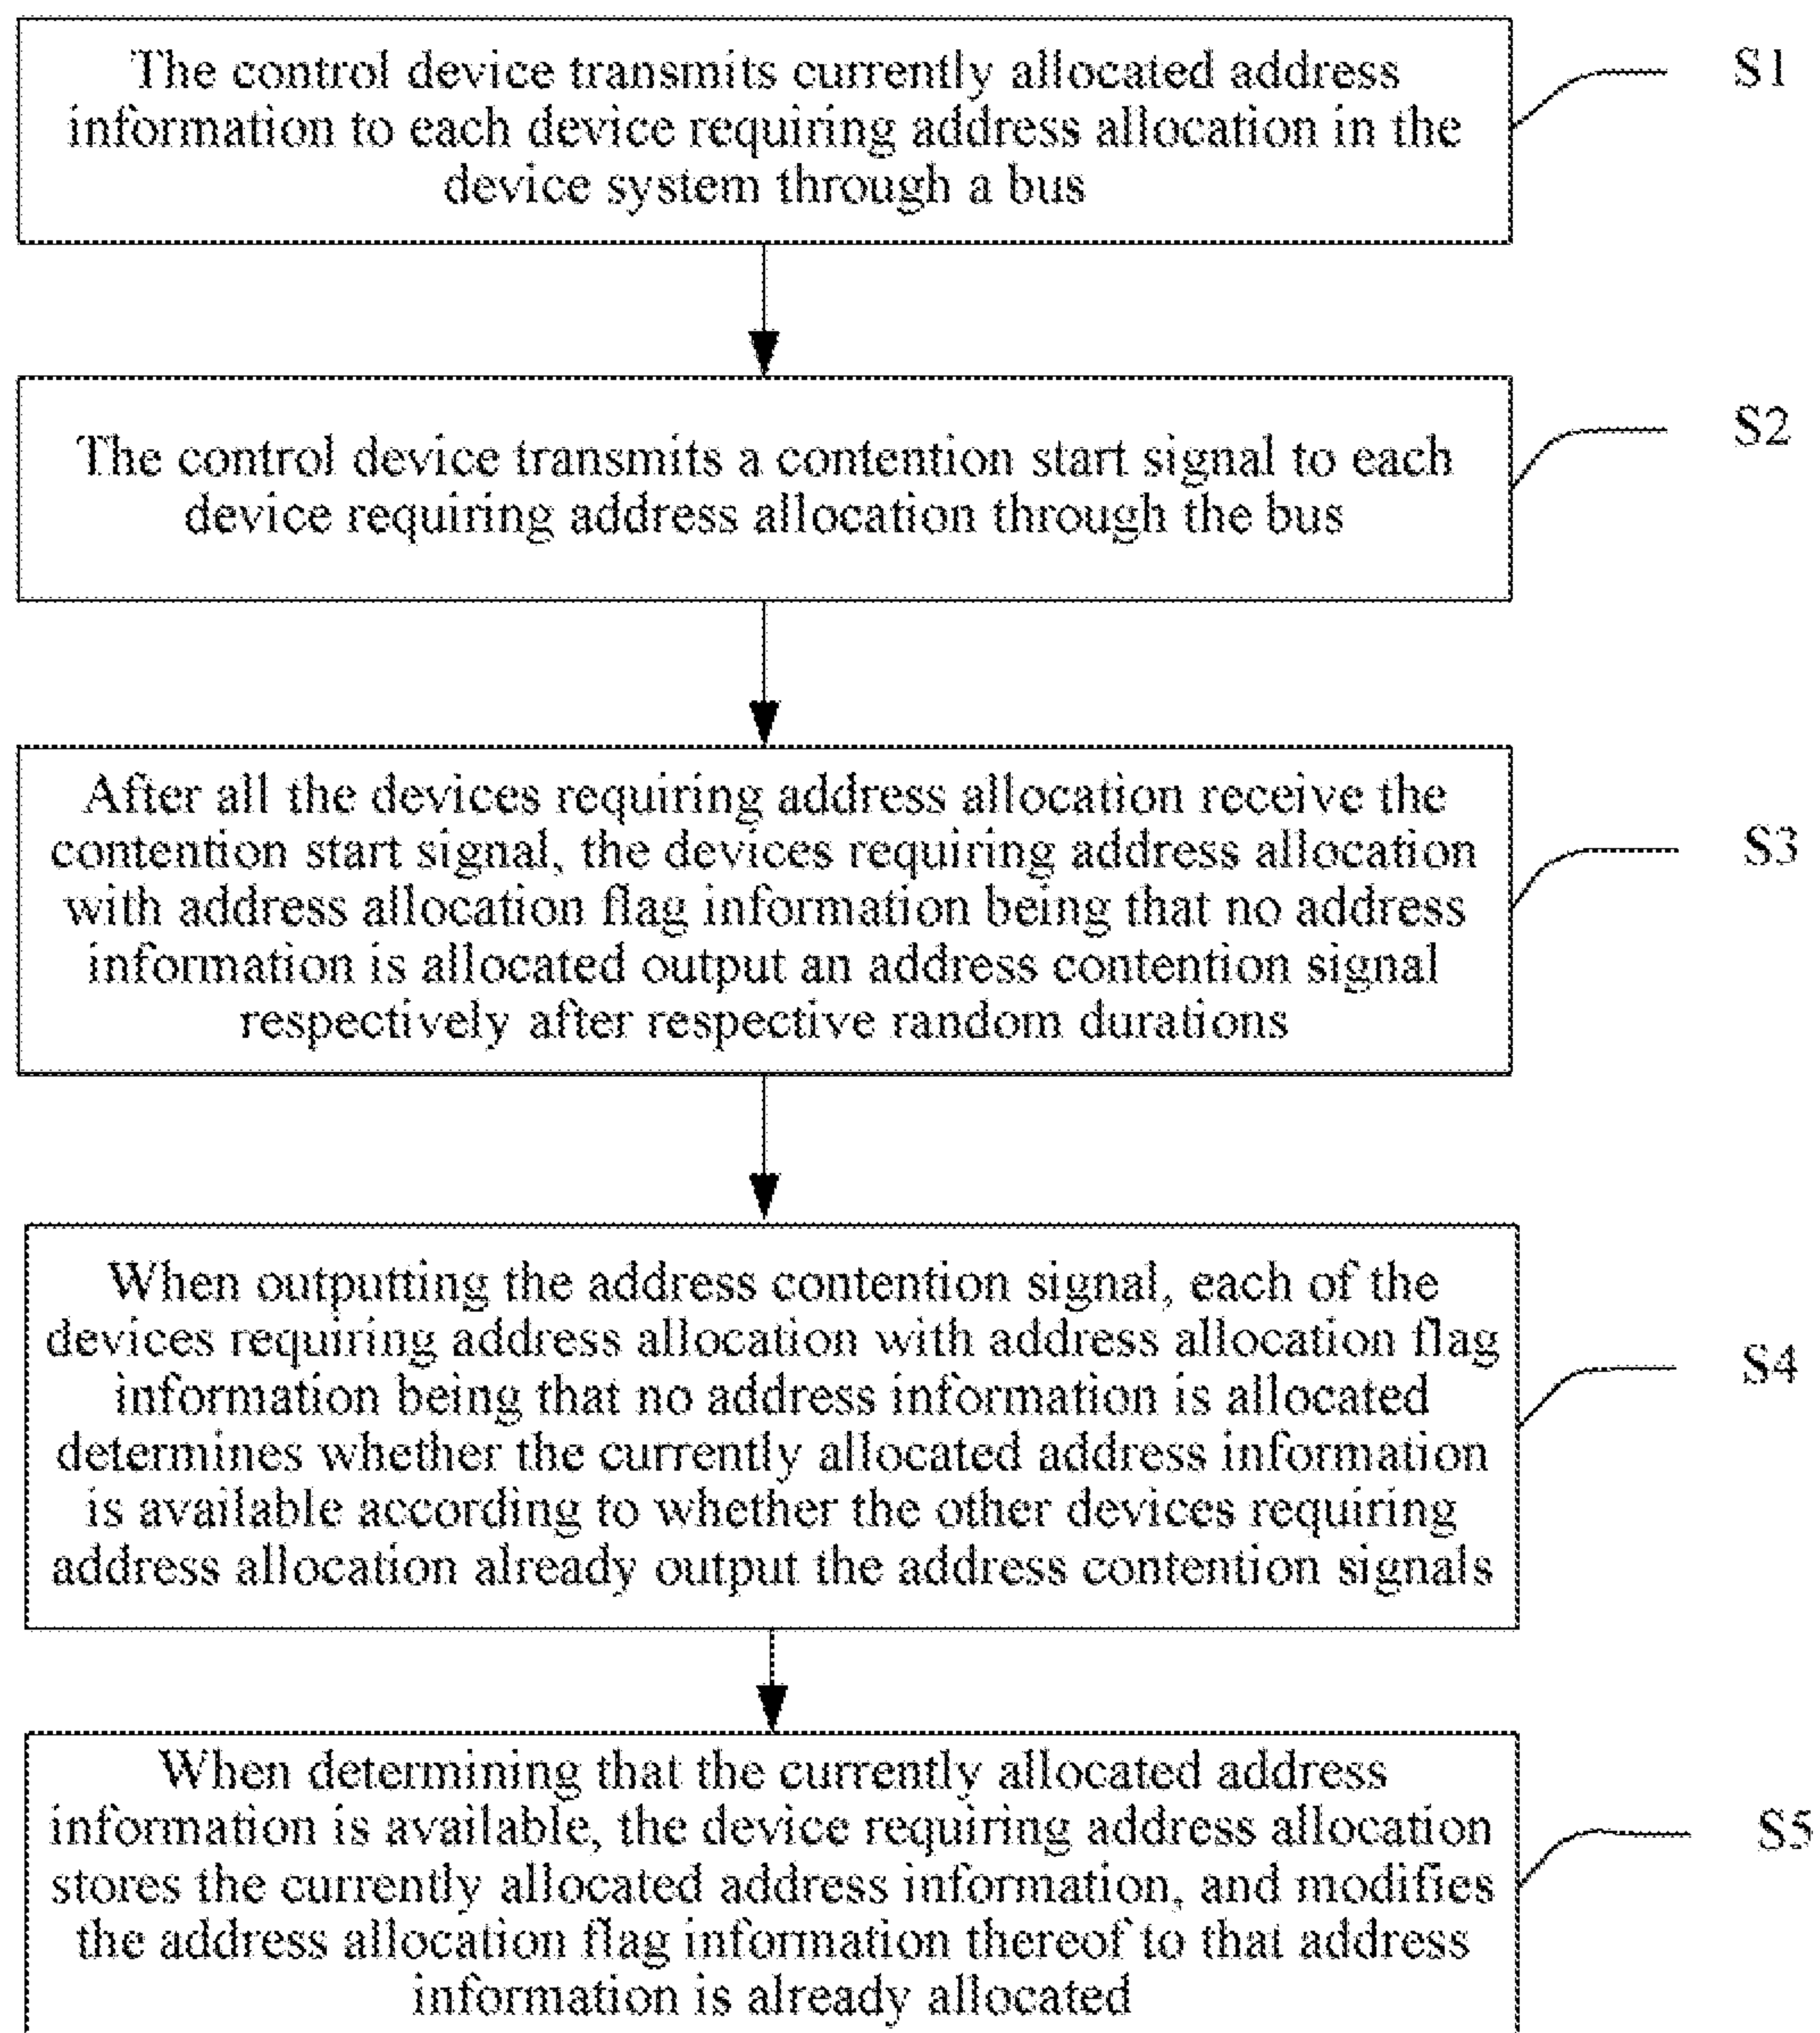 The control device transmits currently allocated address
information to each device requiring address allocation in the
device system through a bus
S1
The control device transmits a contention start signal to each
device requiring address allocation through the bus
S2
After all the devices requiring address allocation receive the
contention start signal, the devices requiring address allocation
with address allocation flag information being that no address
information is allocated output an address contention signal
respectively after respective random durations
S3
When outputting the address contention signal, each of the
devices requiring address allocation with address allocation flag
information being that no address information is allocated
determines whether the currently allocated address information
is available according to whether the other devices requiring
address allocation already output the address contention signals
S4
When determining that the currently allocated address
information is available, the device requiring address allocation
stores the currently allocated address information, and modifies
the address allocation flag information thereof to that address
information is already allocated
S5